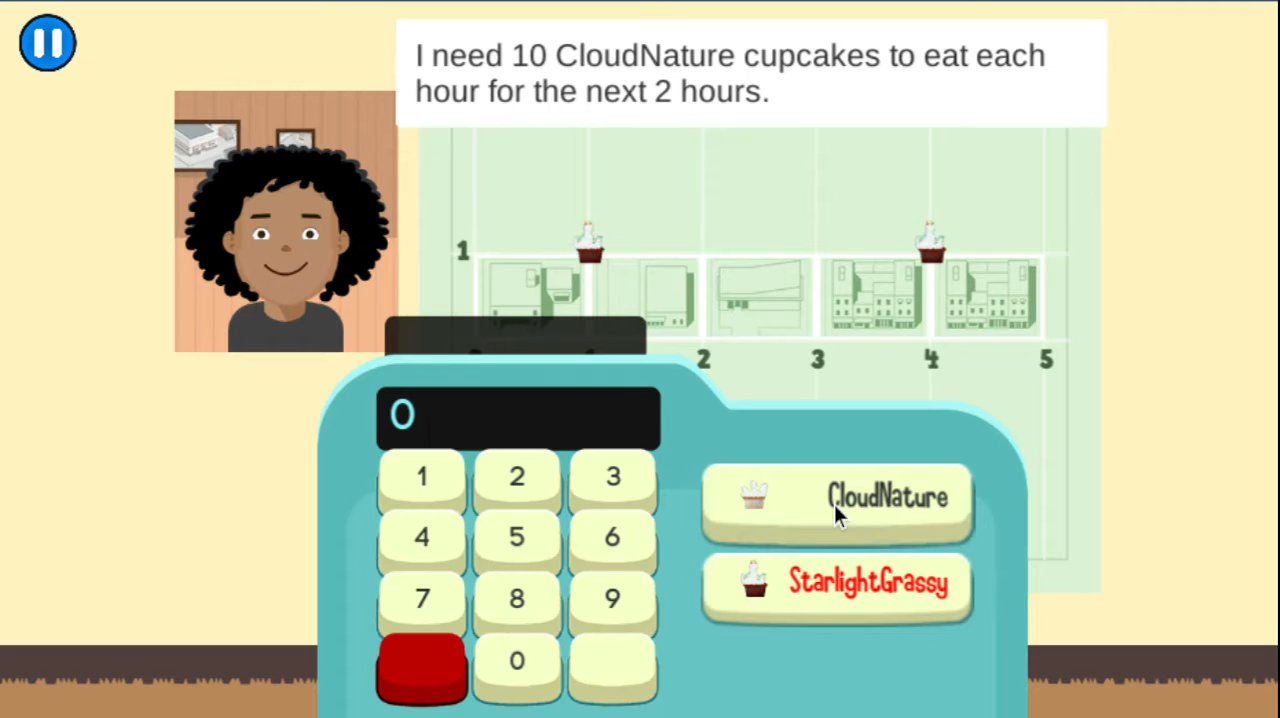 I need 10 CloudNature cupcakes to eat each
hour for the next 2 hours.
1
2 3 4 5
0
1 2 3
CloudNature
4 5 6
StarlightGrassy
7 8 9
0